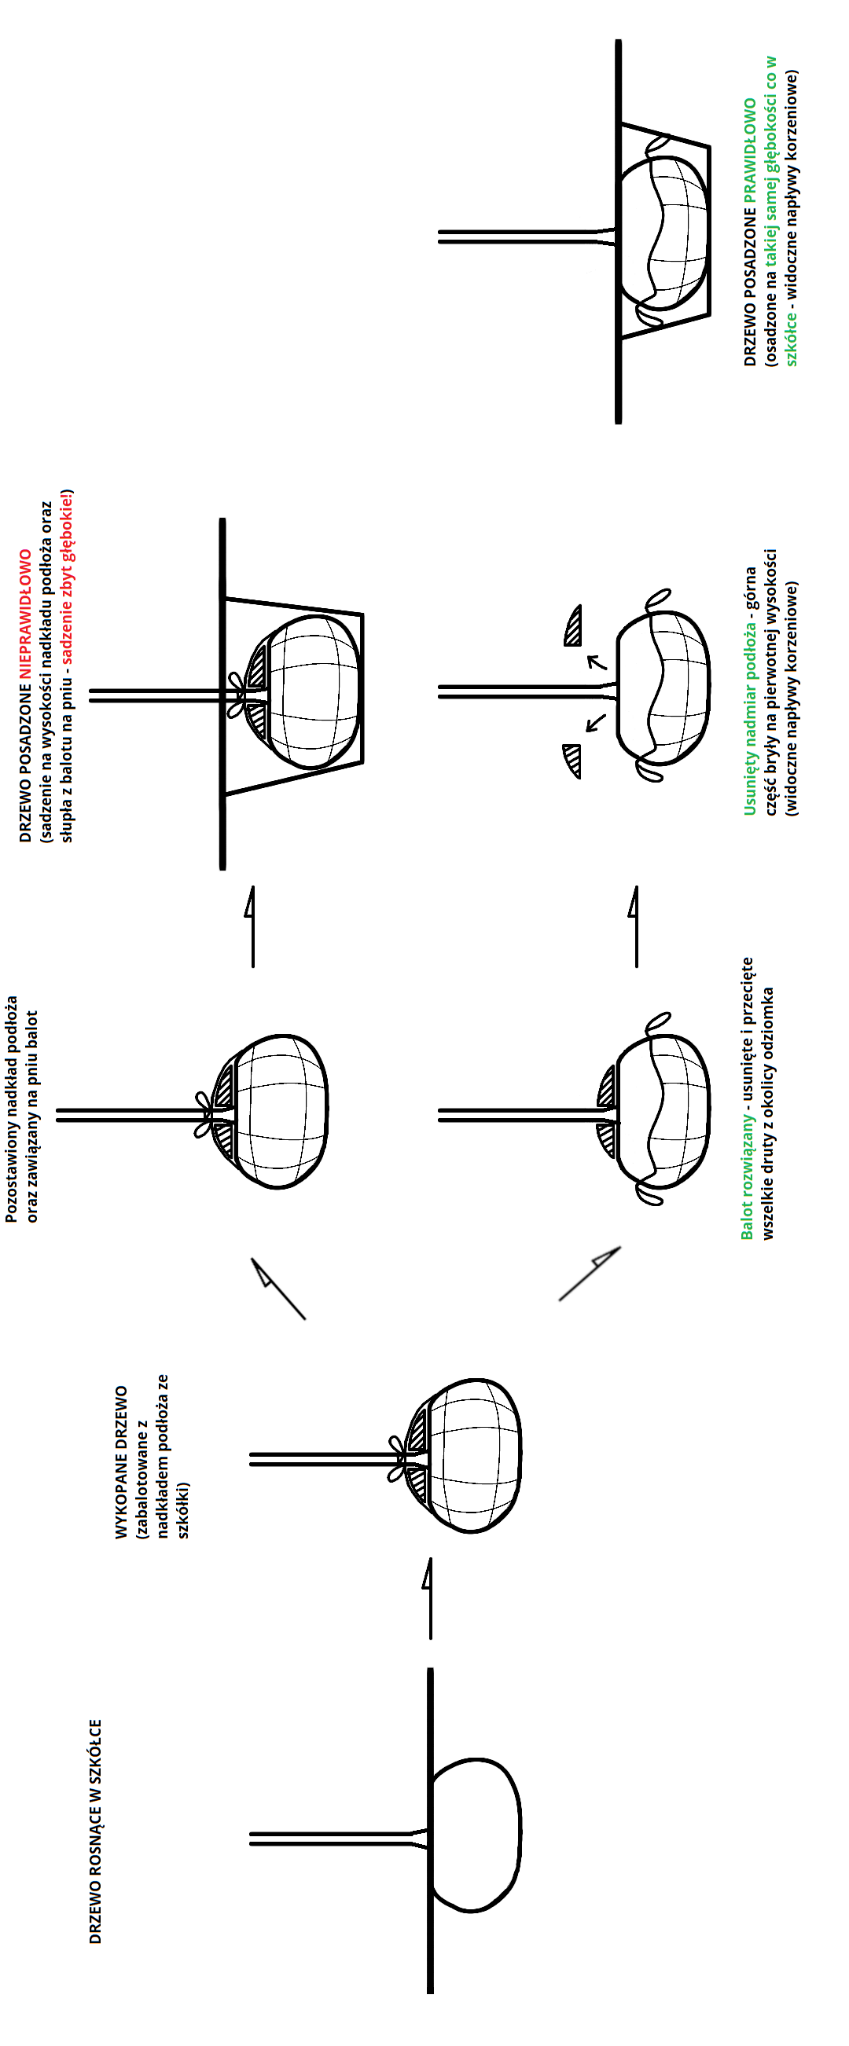 DRZEWO ROSNĄCE W SZKÓŁCE
WYKOPANE DRZEWO
(zabalotowane z
nadkładem podłoża ze
szkółki)
Pozostawiony nadkład podłoża
oraz zawiązany na pniu balot
DRZEWO POSADZONE NIEPRAWIDŁOWO
(sadzenie na wysokości nadkładu podłoża oraz
słupła z balotu na pniu - sadzenie zbyt głębokie!)
Balot rozwiązany - usunięte i przecięte
wszelkie druty z okolicy odziomka
Usunięty nadmiar podłoża - górna
część bryły na pierwotnej wysokości
(widoczne napływy korzeniowe)
DRZEWO POSADZONE PRAWIDŁOWO
(osadzone na takiej samej głębokości co w
szkółce - widoczne napływy korzeniowe)